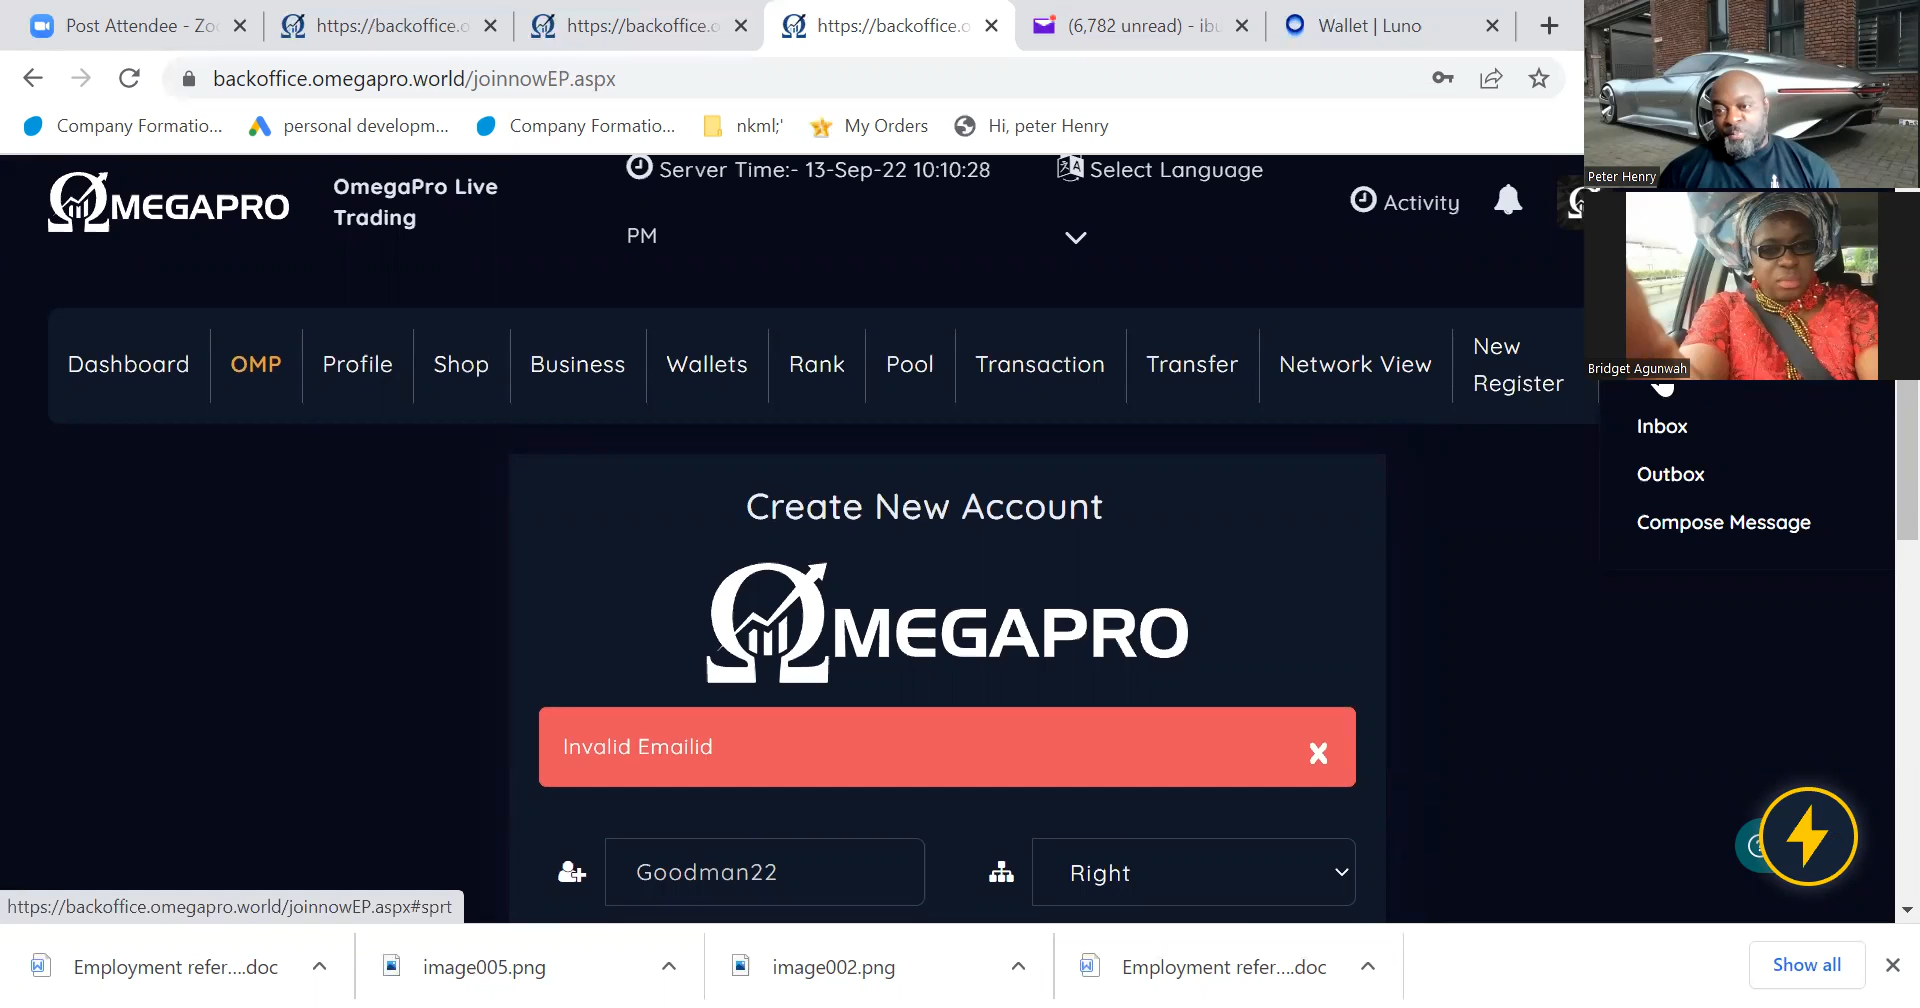 Post Attendee - Zoo
https://backoffice.o
https://backoffice.o
https://backoffice.o
(6,782 unread) - ibu
Wallet | Luno
backoffice.omegapro.world/joinnowEP.aspx
Company Formatio...
personal developm...
Company Formatio...
nkml;'
My Orders
Hi, peter Henry
Peter Henry
Bridget Agunwah
ΩMEGAPRO
OmegaPro Live
Trading
Server Time:- 13-Sep-22 10:10:28
PM
Select Language
Activity
Dashboard
OMP
Profile
Shop
Business
Wallets
Rank
Pool
Transaction
Transfer
Network View
New
Register
Inbox
Outbox
Compose Message
Create New Account
ΩMEGAPRO
Invalid Emailid
Goodman22
Right
https://backoffice.omegapro.world/joinnowEP.aspx#sprt
Employment refer....doc
image005.png
image002.png
Employment refer....doc
Show all